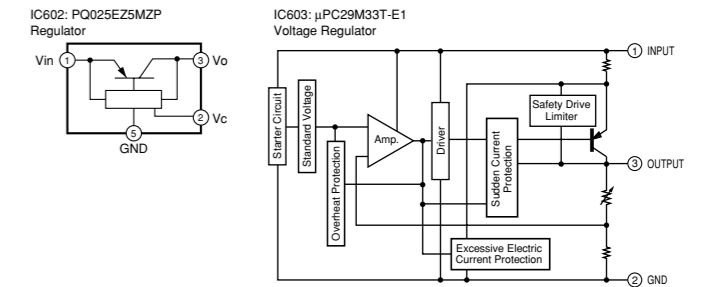 IC602: PQ025EZ5MZP
Regulator
Vin 1
3 Vo
2 Vc
5
GND
IC603: µPC29M33T-E1
Voltage Regulator
1 INPUT
Starter Circuit
Standard Voltage
Overheat Protection
Amp.
Driver
Sudden Current
Protection
Safety Drive
Limiter
3 OUTPUT
Excessive Electric
Current Protection
2 GND